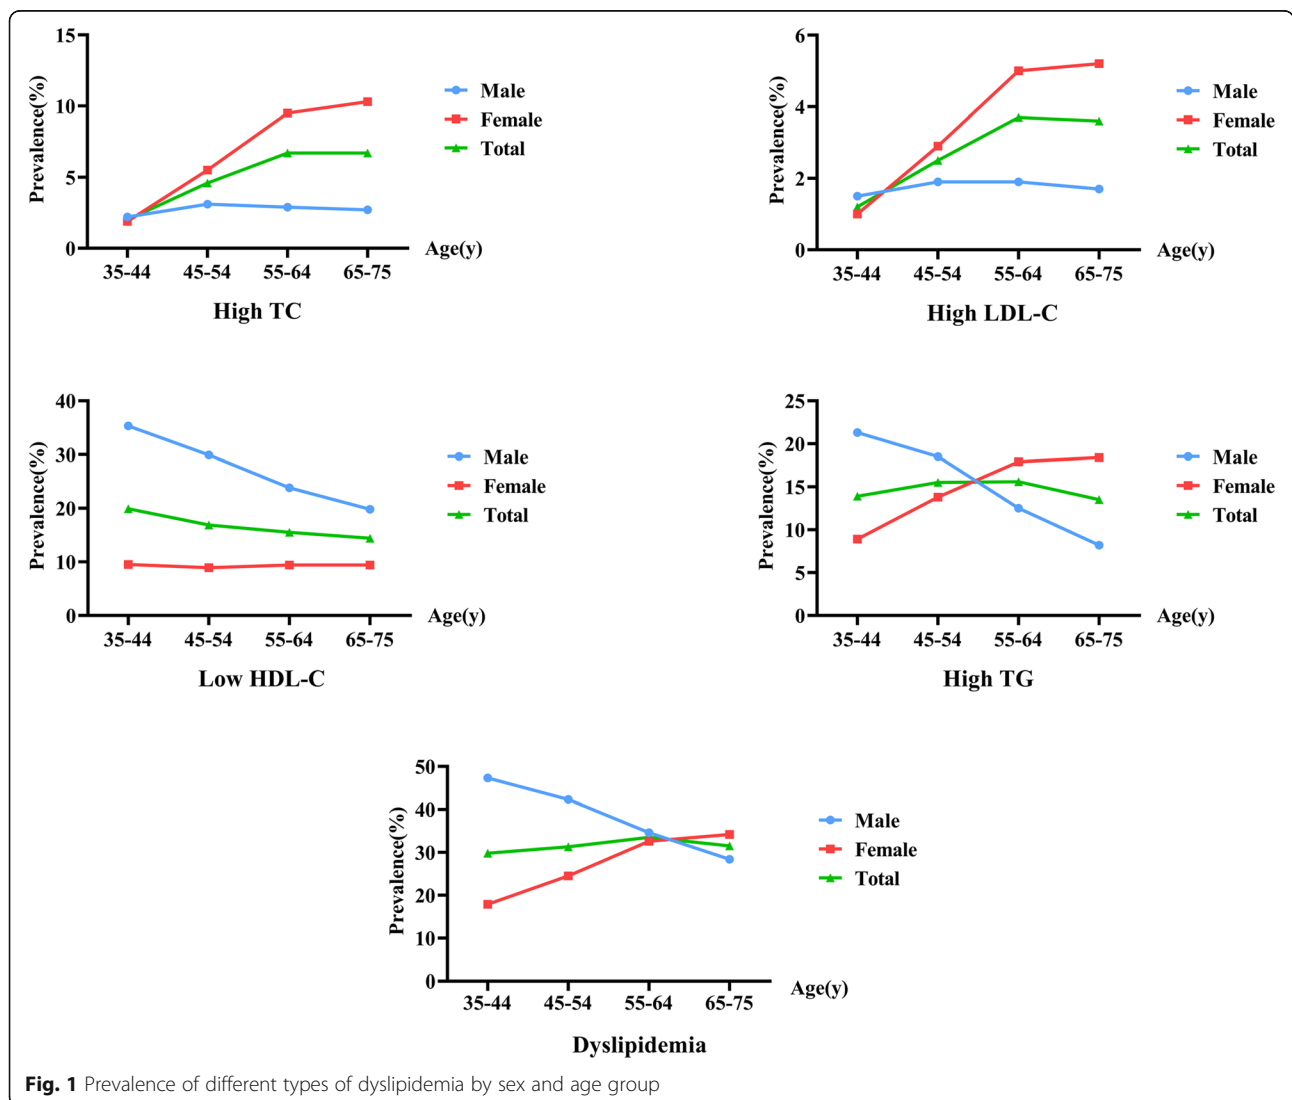 15
10
5
0
Prevalence(%)
35-44 45-54 55-64 65-75
Age(y)
High TC
Male
Female
Total
6
4
2
0
Prevalence(%)
35-44 45-54 55-64 65-75
Age(y)
High LDL-C
Male
Female
Total
40
30
20
10
0
Prevalence(%)
35-44 45-54 55-64 65-75
Age(y)
Low HDL-C
Male
Female
Total
25
20
15
10
5
0
Prevalence(%)
35-44 45-54 55-64 65-75
Age(y)
High TG
Male
Female
Total
50
40
30
20
10
0
Prevalence(%)
35-44 45-54 55-64 65-75
Age(y)
Dyslipidemia
Male
Female
Total
Fig. 1 Prevalence of different types of dyslipidemia by sex and age group